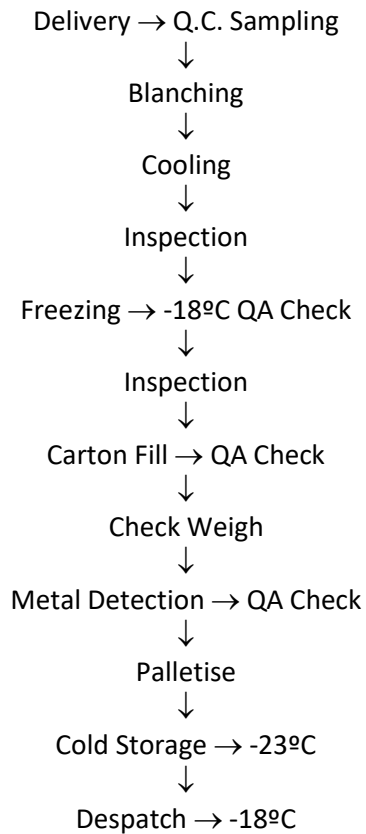 Delivery → Q.C. Sampling
↓
Blanching
↓
Cooling
↓
Inspection
↓
Freezing → -18ºC QA Check
↓
Inspection
↓
Carton Fill → QA Check
↓
Check Weigh
↓
Metal Detection → QA Check
↓
Palletise
↓
Cold Storage → -23ºC
↓
Despatch → -18ºC